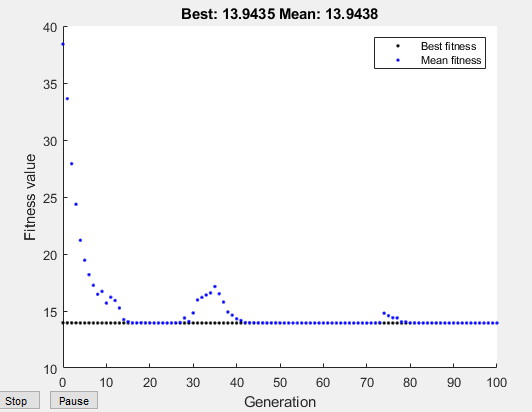 Best: 13.9435 Mean: 13.9438
40
Best fitness
Mean fitness
35
30
25
Fitness value
20
15
10
0 10 20 30 40 50 60 70 80 90 100
Stop Pause Generation